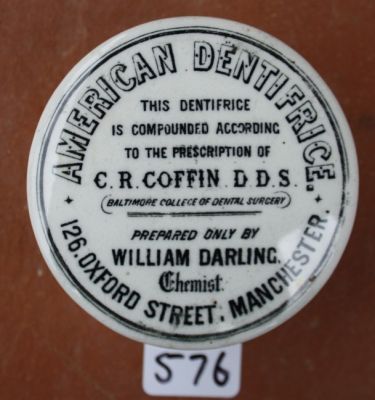 AMERICAN DENTIFRICE.
THIS DENTIFRICE
IS COMPOUNDED ACCORDING
TO THE PRESCRIPTION OF
C. R. COFFIN. D. D. S.
(BALTIMORE COLLEGE OF DENTAL SURGERY)
PREPARED ONLY BY
WILLIAM DARLING.
Chemist.
126. OXFORD STREET. MANCHESTER.
576